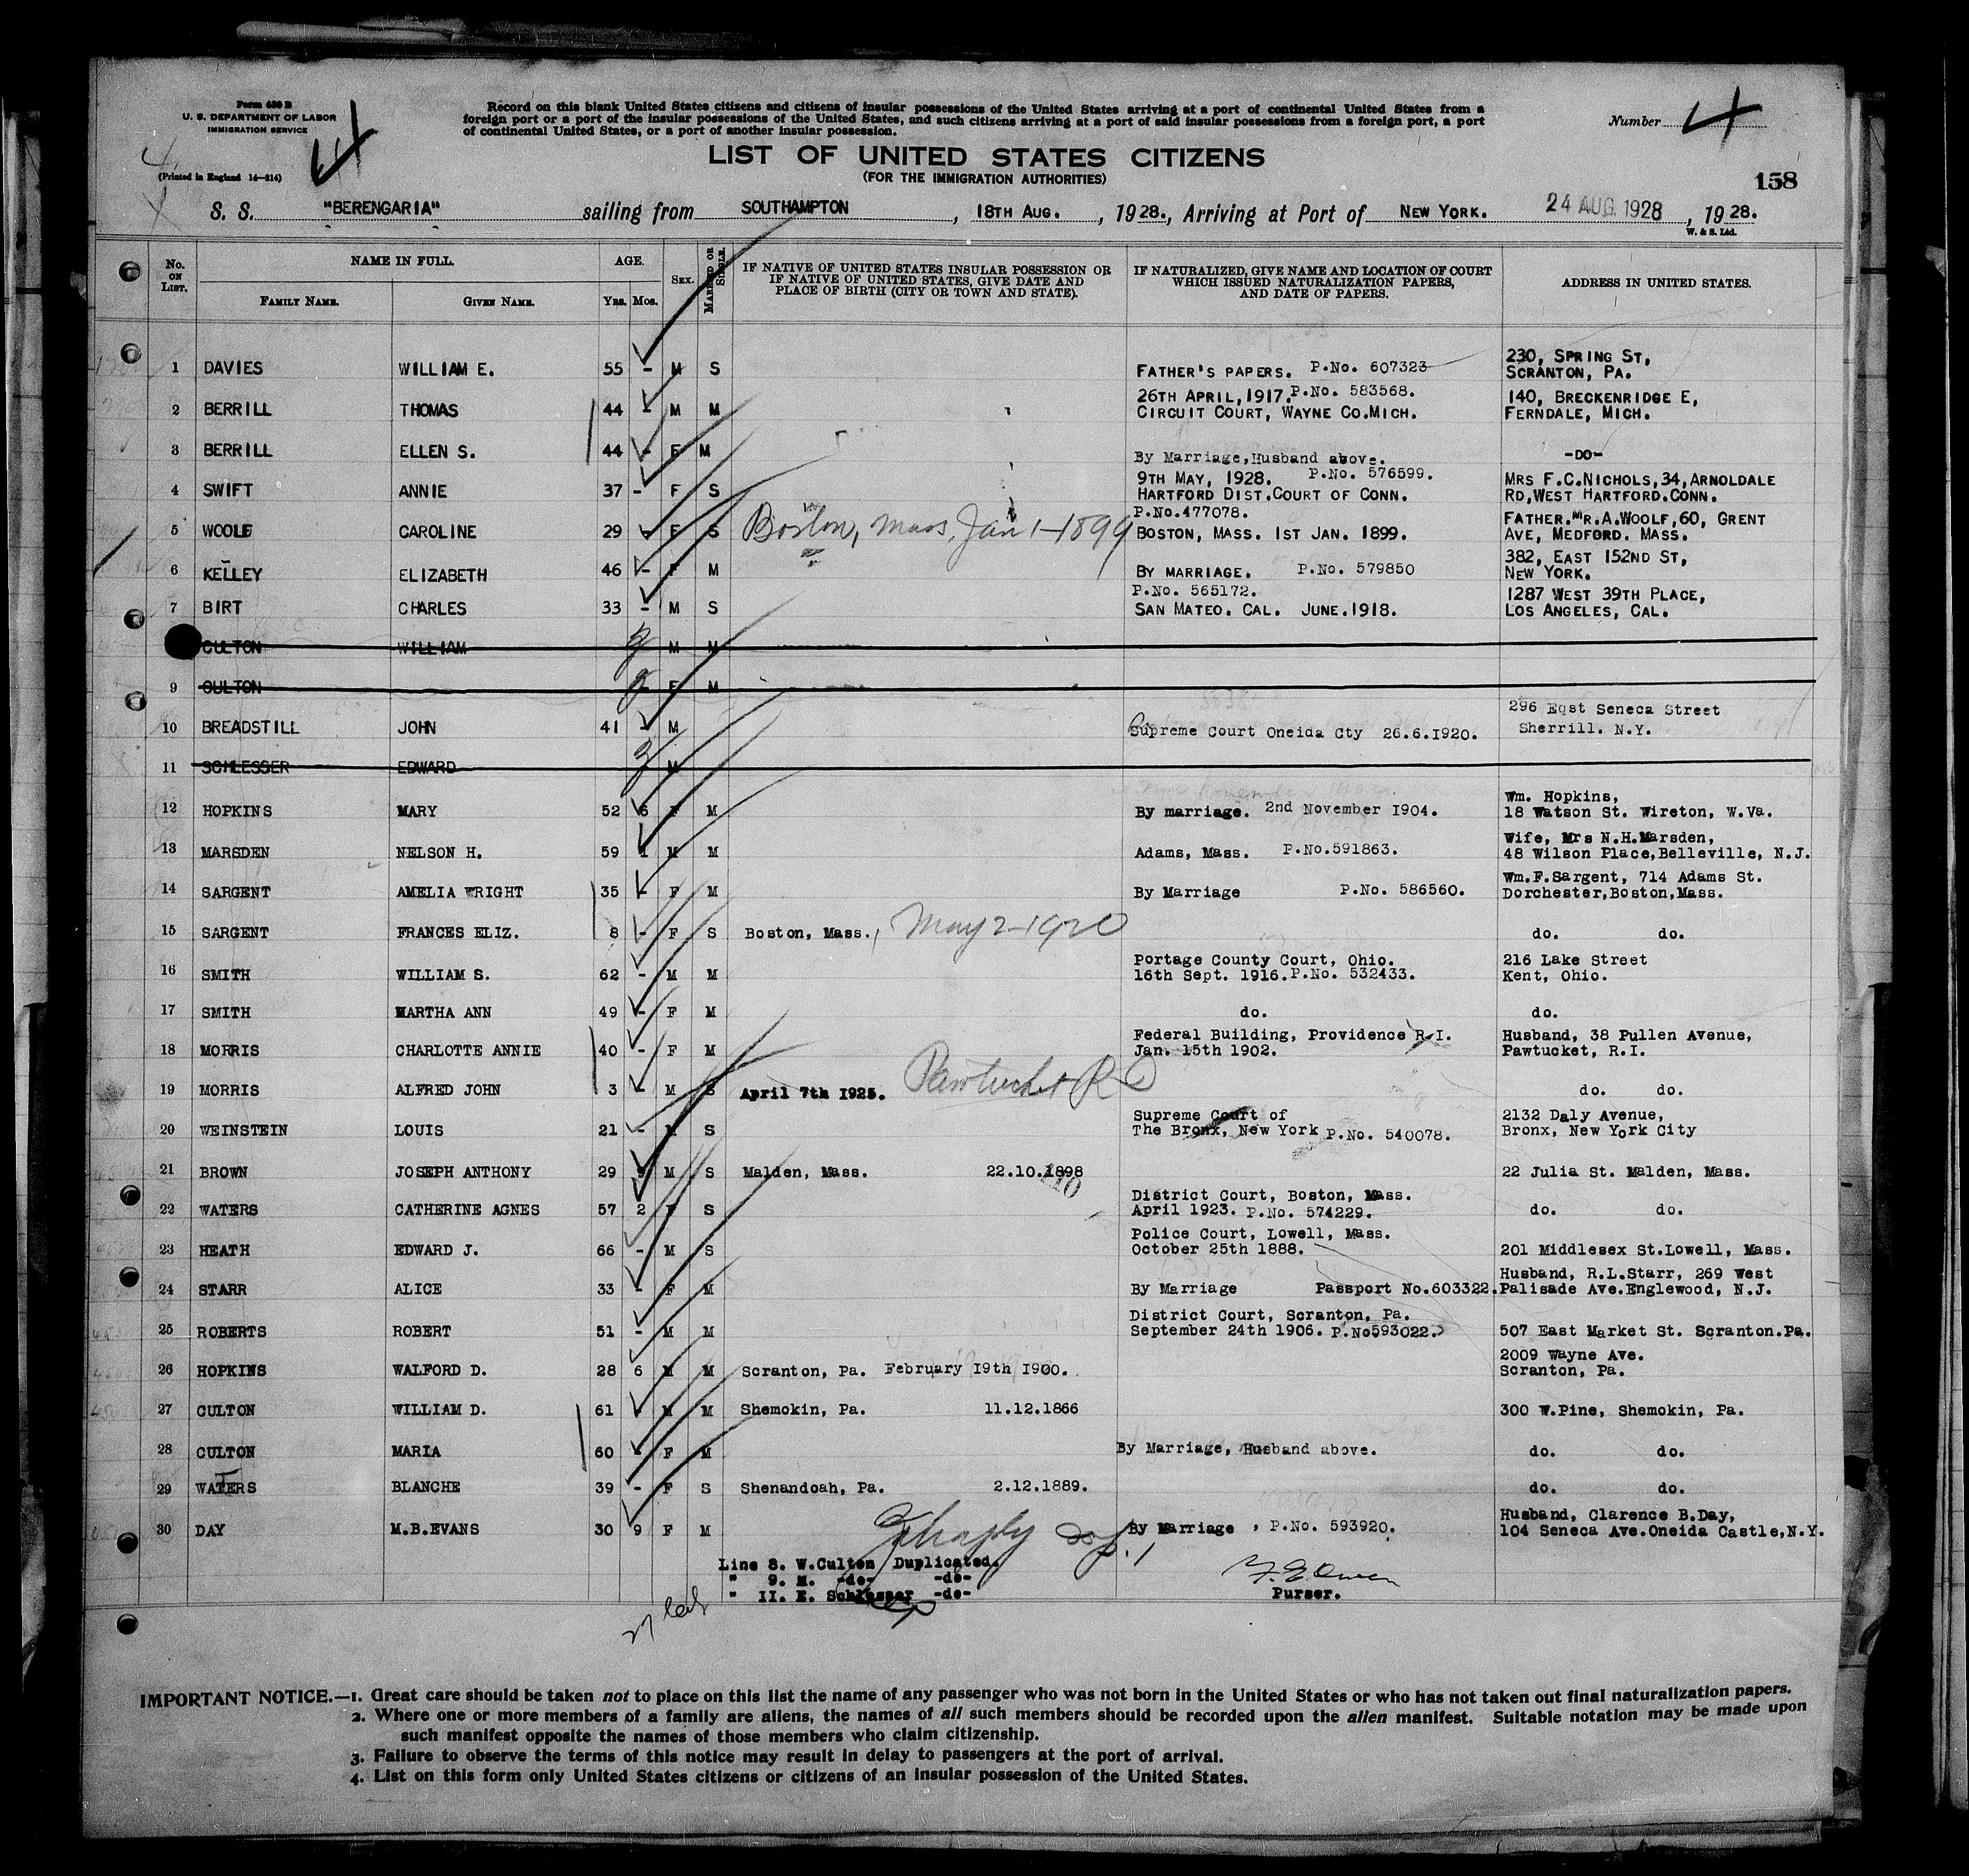 Form 630 B
U. S. DEPARTMENT OF LABOR
IMMIGRATION SERVICE
(Printed in England 14—214)
Record on this blank United States citizens and citizens of insular possessions of the United States arriving at a port of continental United States from a
foreign port or a port of the insular possessions of the United States, and such citizens arriving at a port of said insular possessions from a foreign port, a port
of continental United States, or a port of another insular possession.
Number 4
LIST OF UNITED STATES CITIZENS
(FOR THE IMMIGRATION AUTHORITIES)
158
S. S. "BERENGARIA" sailing from SOUTHAMPTON, 18TH AUG., 1928., Arriving at Port of NEW YORK. 24 AUG 1928, 1928.
W. & S. Ltd.
No. ON LIST. NAME IN FULL. FAMILY NAME. GIVEN NAME. AGE. YRS. MOS. SEX. MARRIED OR SINGLE. IF NATIVE OF UNITED STATES INSULAR POSSESSION OR IF NATIVE OF UNITED STATES, GIVE DATE AND PLACE OF BIRTH (CITY OR TOWN AND STATE). IF NATURALIZED, GIVE NAME AND LOCATION OF COURT WHICH ISSUED NATURALIZATION PAPERS, AND DATE OF PAPERS. ADDRESS IN UNITED STATES.
1 DAVIES WILLIAM E. 55 - M S FATHER'S PAPERS. P.No. 607323 230, SPRING ST, SCRANTON, PA.
2 BERRILL THOMAS 44 - M M 26TH APRIL, 1917. P.No. 583568. CIRCUIT COURT, WAYNE CO.MICH. 140, BRECKENRIDGE E, FERNDALE, MICH.
3 BERRILL ELLEN S. 44 - F M By Marriage,Husband above. -DO-
4 SWIFT ANNIE 37 - F S 9TH MAY, 1928. P.No. 576599. HARTFORD DIST.COURT OF CONN. MRS F.C.NICHOLS,34,ARNOLDALE RD,WEST HARTFORD.CONN.
5 WOOLF CAROLINE 29 - F S Boston, Mass, Jan 1-1899 P.No.477078. BOSTON, MASS. 1ST JAN. 1899. FATHER.MR.A.WOOLF,60, GRENT AVE, MEDFORD. MASS.
6 KELLEY ELIZABETH 46 - F M BY MARRIAGE. P.No. 579850 382, EAST 152ND ST, NEW YORK.
7 BIRT CHARLES 33 - M S P.No. 565172. SAN MATEO. CAL. JUNE.1918. 1287 WEST 39TH PLACE, LOS ANGELES, CAL.
CULTON WILLIAM M M
9 CULTON F M
10 BREADSTILL JOHN 41 - M Supreme Court Oneida Cty 26.6.1920. 296 Eqst Seneca Street Sherrill. N.Y.
11 SCHLESSER EDWARD M
12 HOPKINS MARY 52 6 F M By marriage. 2nd November 1904. Wm. Hopkins, 18 Watson St. Wireton, W.Va.
13 MARSDEN NELSON H. 59 1 M M Adams, Mass. P.No.591863. Wife, Mrs N.H.Marsden, 48 Wilson Place,Belleville, N.J.
14 SARGENT AMELIA WRIGHT 35 - F M By Marriage P.No. 586560. Wm.F.Sargent, 714 Adams St. Dorchester,Boston,Mass.
15 SARGENT FRANCES ELIZ. 8 - F S Boston, Mass., May 2-1920 do. do.
16 SMITH WILLIAM S. 62 - M M Portage County Court, Ohio. 16th Sept. 1916. P.No. 532433. 216 Lake Street Kent, Ohio.
17 SMITH MARTHA ANN 49 - F M do. do.
18 MORRIS CHARLOTTE ANNIE 40 - F M Federal Building, Providence R.I. Jan. 15th 1902. Husband, 38 Pullen Avenue, Pawtucket, R.I.
19 MORRIS ALFRED JOHN 3 - M S April 7th 1925. Pawtucket R I do. do.
20 WEINSTEIN LOUIS 21 - M S Supreme Court of The Bronx, New York P.No. 540078. 2132 Daly Avenue, Bronx, New York City
21 BROWN JOSEPH ANTHONY 29 9 M S Malden, Mass. 22.10.1898 22 Julia St. Malden, Mass.
22 WATERS CATHERINE AGNES 57 2 F S District Court, Boston, Mass. April 1923. P.No. 574229. do. do.
23 HEATH EDWARD J. 66 - M S Police Court, Lowell, Mass. October 25th 1888. 201 Middlesex St.Lowell, Mass.
24 STARR ALICE 33 - F M By Marriage Passport No.603322. Husband, R.L.Starr, 269 West Palisade Ave.Englewood, N.J.
25 ROBERTS ROBERT 51 - M M District Court, Scranton, Pa. September 24th 1906. P.No593022. 507 East Market St. Scranton.Pa.
26 HOPKINS WALFORD D. 28 6 M M Scranton, Pa. February 19th 1900. 2009 Wayne Ave. Scranton, Pa.
27 CULTON WILLIAM D. 61 - M M Shemokin, Pa. 11.12.1866 300 W.Pine, Shemokin, Pa.
28 CULTON MARIA 60 - F M By Marriage, Husband above. do. do.
29 WATERS BLANCHE 39 - F S Shenandoah, Pa. 2.12.1889. do. do.
30 DAY M.B.EVANS 30 9 F M By Marriage , P.No. 593920. Husband, Clarence B.Day, 104 Seneca Ave.Oneida Castle,N.Y.
Line 8. W.Culton Duplicated.
" 9. M. -do- -do-
" 11. E. Schlesser -do-
Purser.
IMPORTANT NOTICE.—1. Great care should be taken not to place on this list the name of any passenger who was not born in the United States or who has not taken out final naturalization papers.
2. Where one or more members of a family are aliens, the names of all such members should be recorded upon the alien manifest. Suitable notation may be made upon
such manifest opposite the names of those members who claim citizenship.
3. Failure to observe the terms of this notice may result in delay to passengers at the port of arrival.
4. List on this form only United States citizens or citizens of an insular possession of the United States.